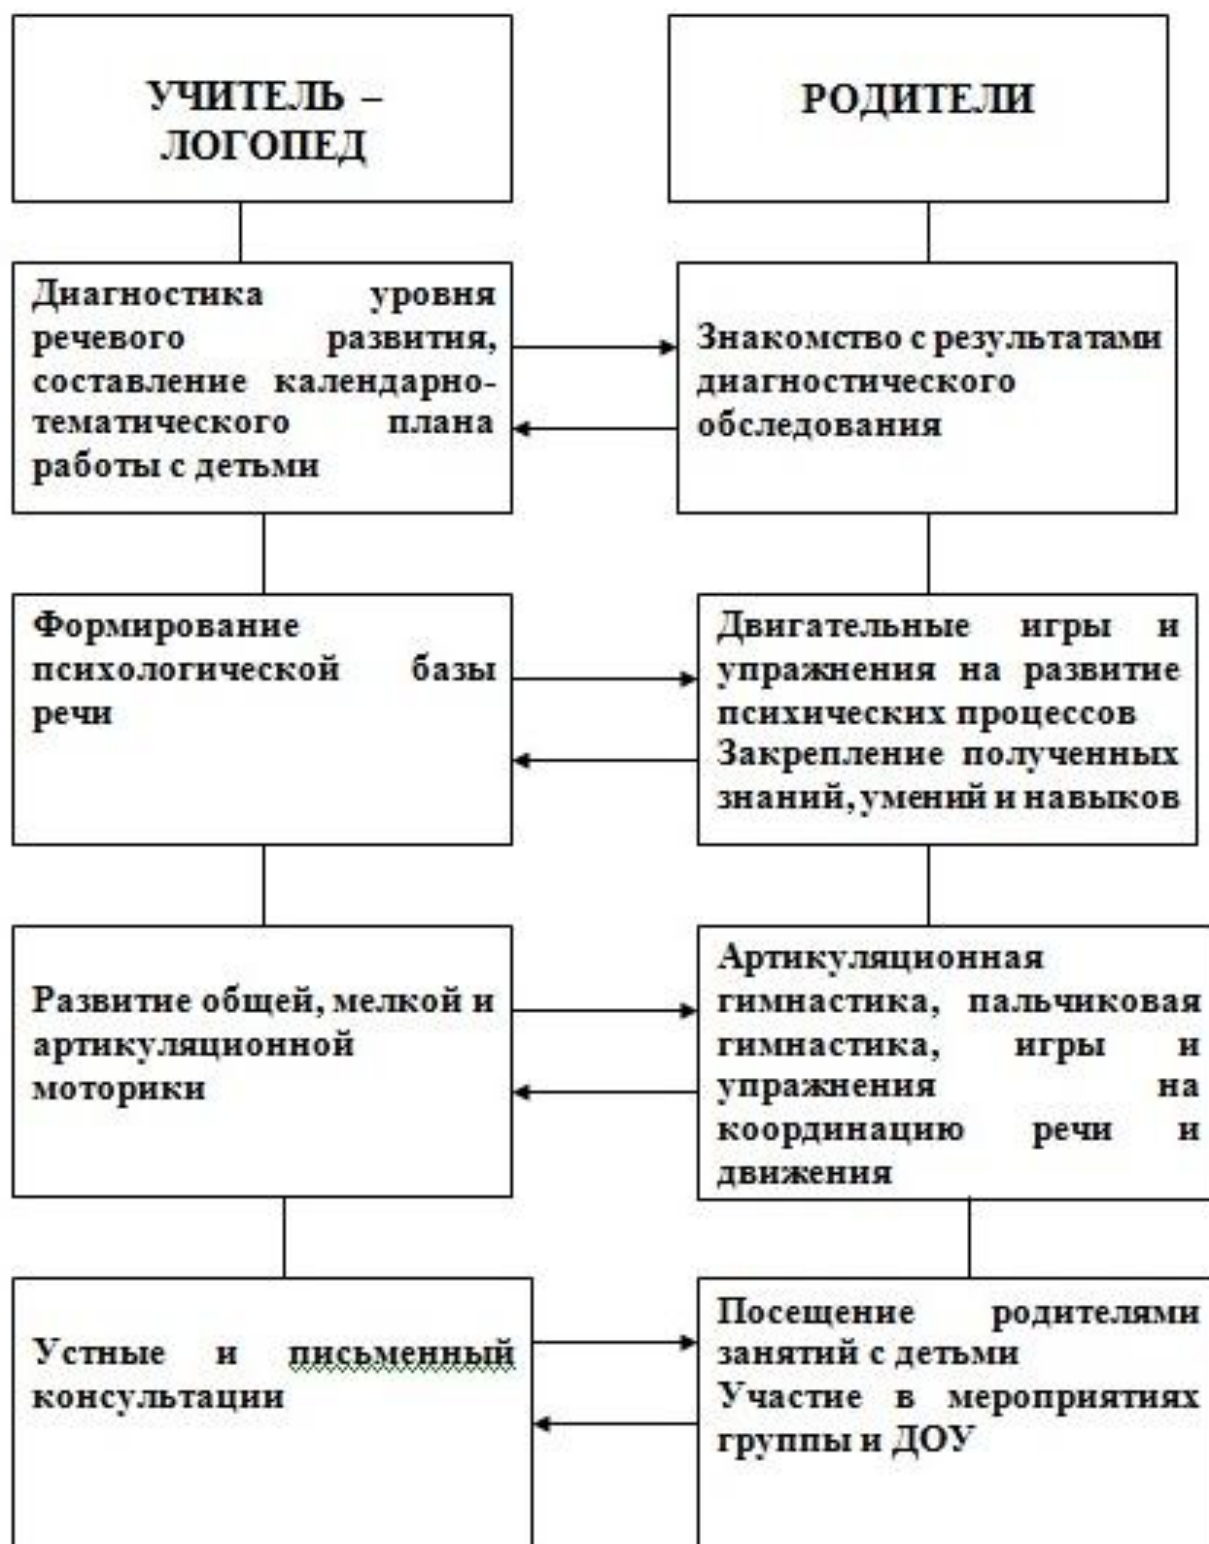 УЧИТЕЛЬ –
ЛОГОПЕД
РОДИТЕЛИ
Диагностика уровня
речевого развития,
составление календарно-
тематического плана
работы с детьми
Знакомство с результатами
диагностического
обследования
Формирование
психологической базы
речи
Двигательные игры и
упражнения на развитие
психических процессов
Закрепление полученных
знаний, умений и навыков
Развитие общей, мелкой и
артикуляционной
моторики
Артикуляционная
гимнастика, пальчиковая
гимнастика, игры и
упражнения на
координацию речи и
движения
Устные и письменный
консультации
Посещение родителями
занятий с детьми
Участие в мероприятиях
группы и ДОУ